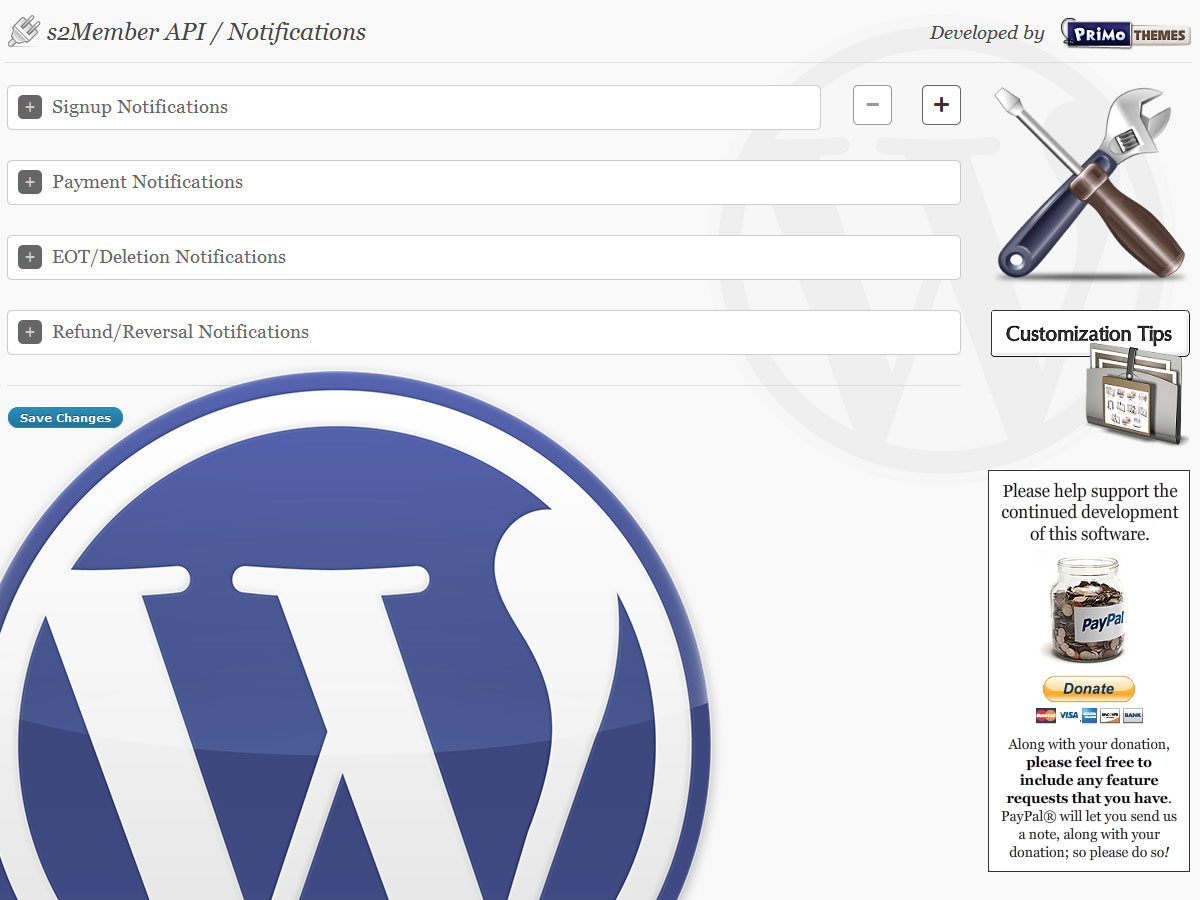 s2Member API / Notifications
Developed by PRiMO THEMES
Signup Notifications
Payment Notifications
EOT/Deletion Notifications
Refund/Reversal Notifications
Save Changes
Customization Tips
Please help support the
continued development
of this software.
PayPal
Donate
VISA
BANK
Along with your donation,
please feel free to
include any feature
requests that you have.
PayPal® will let you send us
a note, along with your
donation; so please do so!